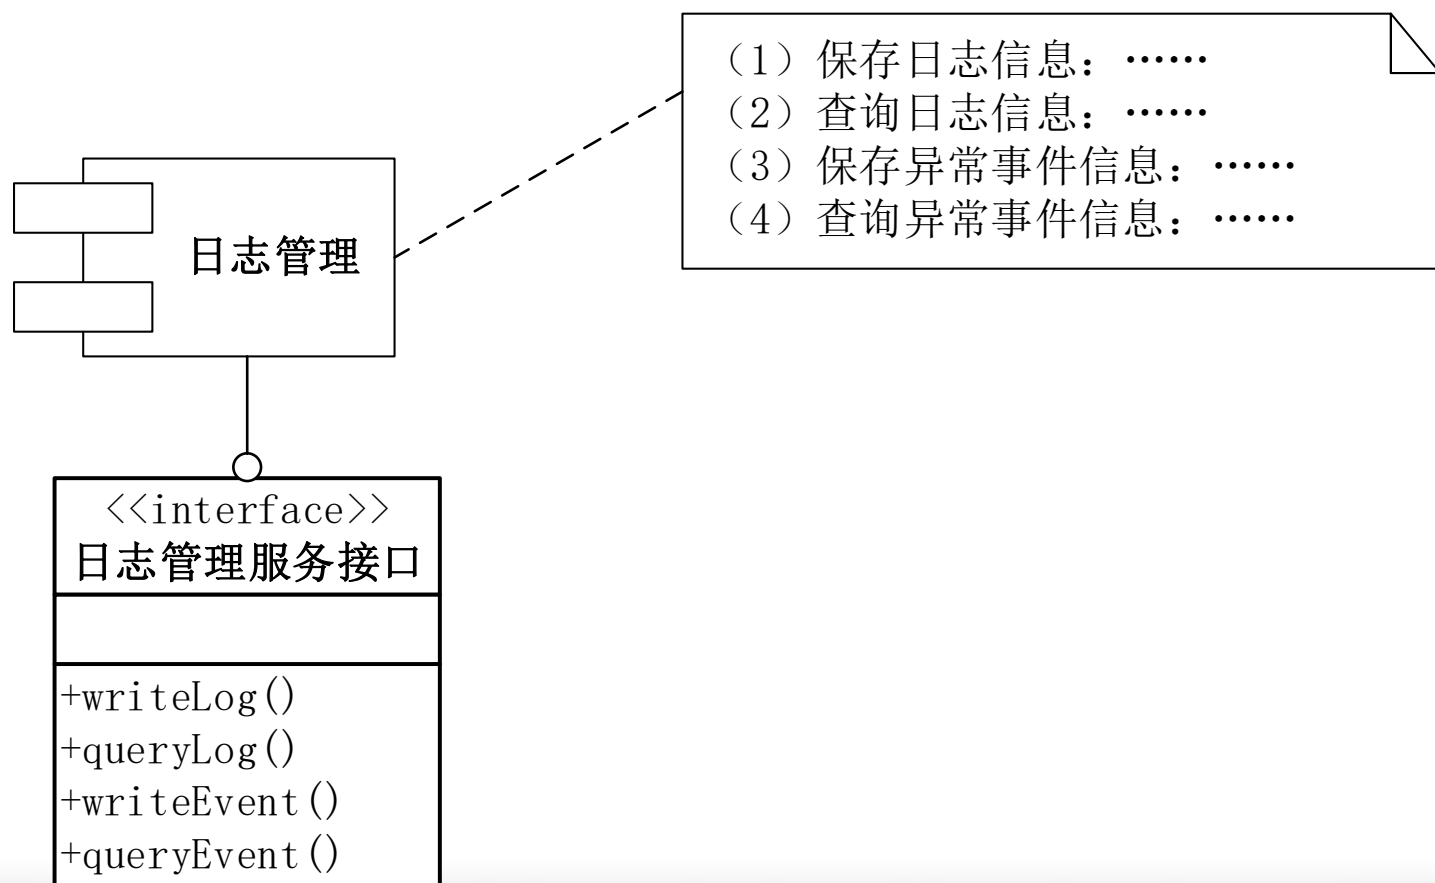 （1）保存日志信息：……
（2）查询日志信息：……
（3）保存异常事件信息：……
（4）查询异常事件信息：……
日志管理
<<interface>>
日志管理服务接口
+writeLog()
+queryLog()
+writeEvent()
+queryEvent()